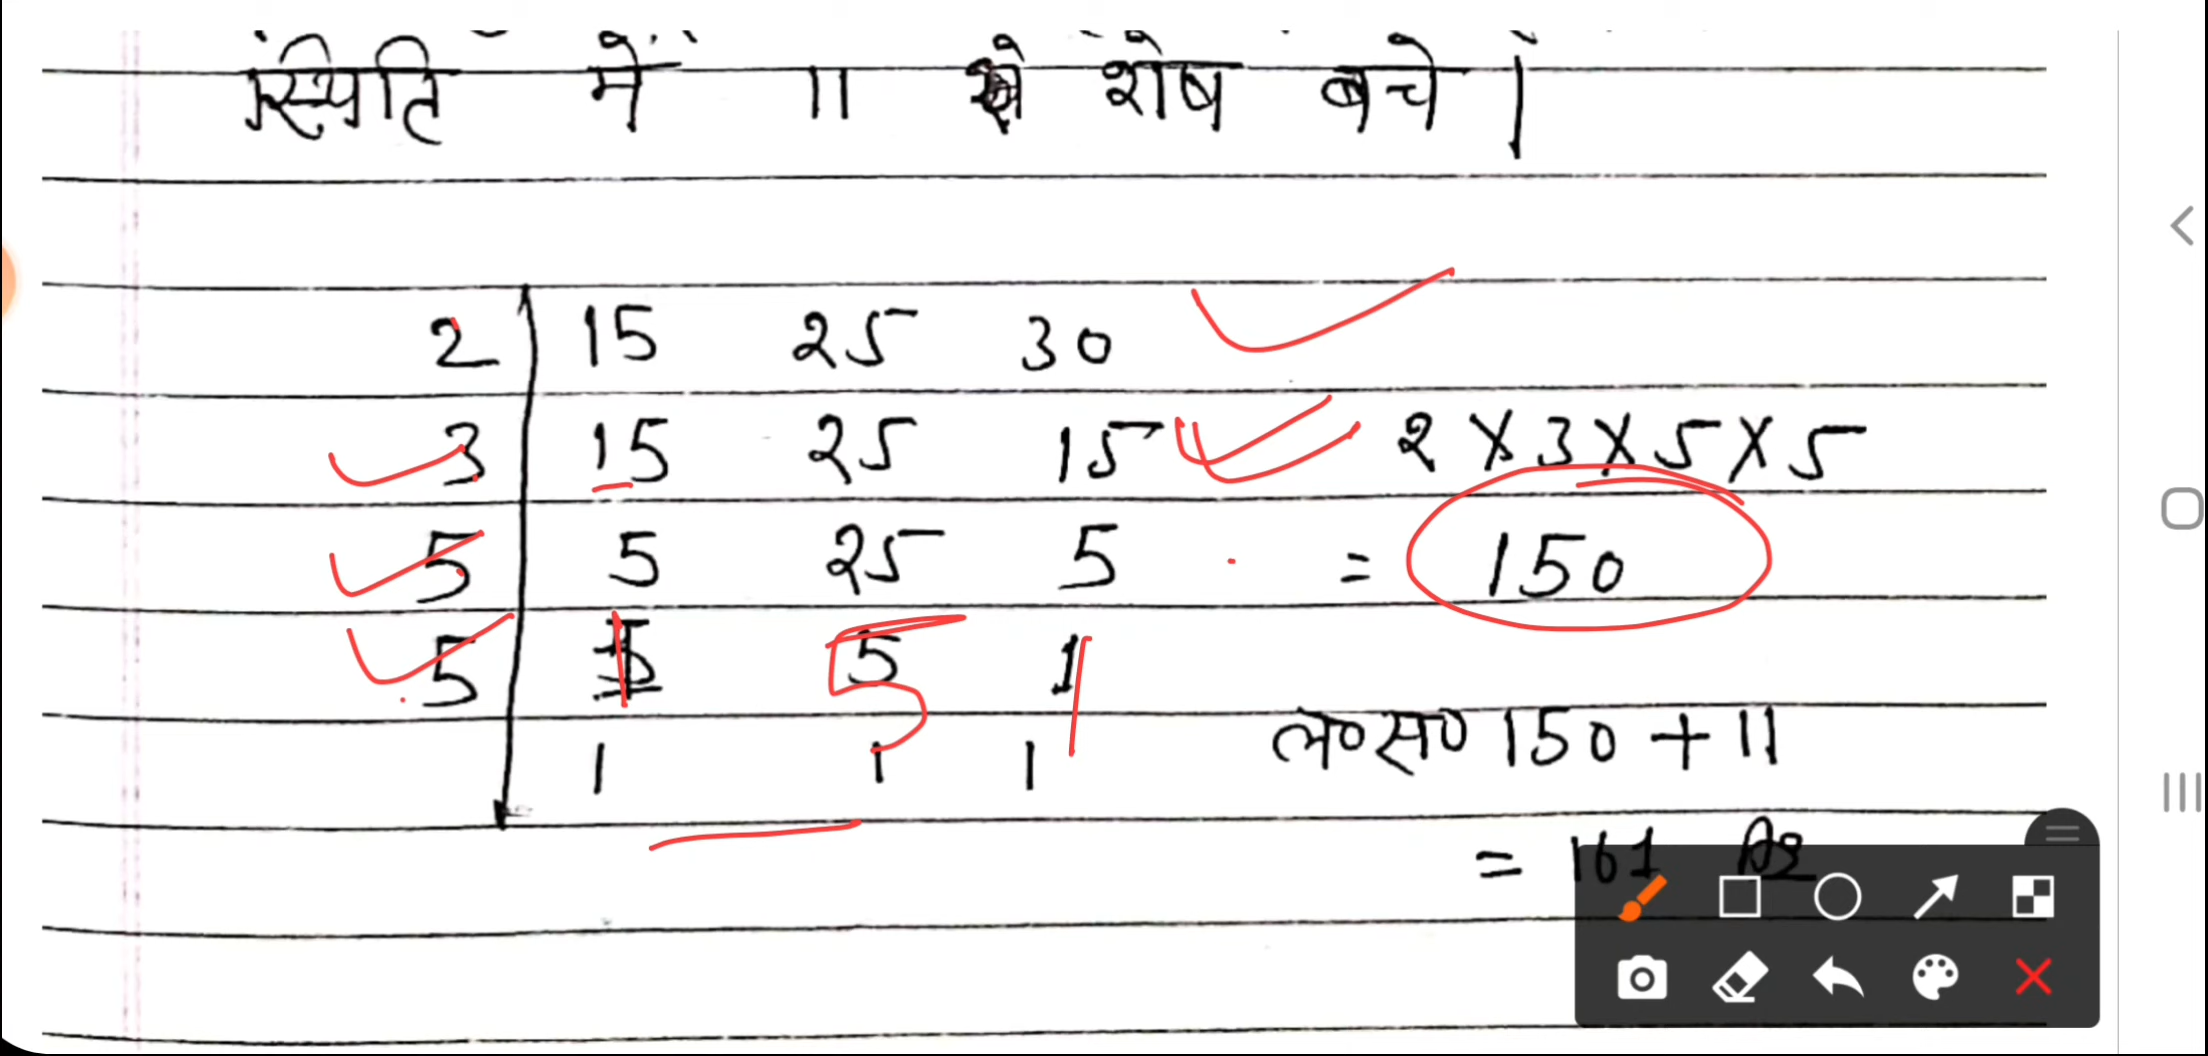 स्थिति में 11 शेष बचे |
2 15 25 30
3 15 25 15 2 X 3 X 5 X 5
5 5 25 5 = 150
5 1 5 1
1 1 1 ल०स० 150 + 11
= 161